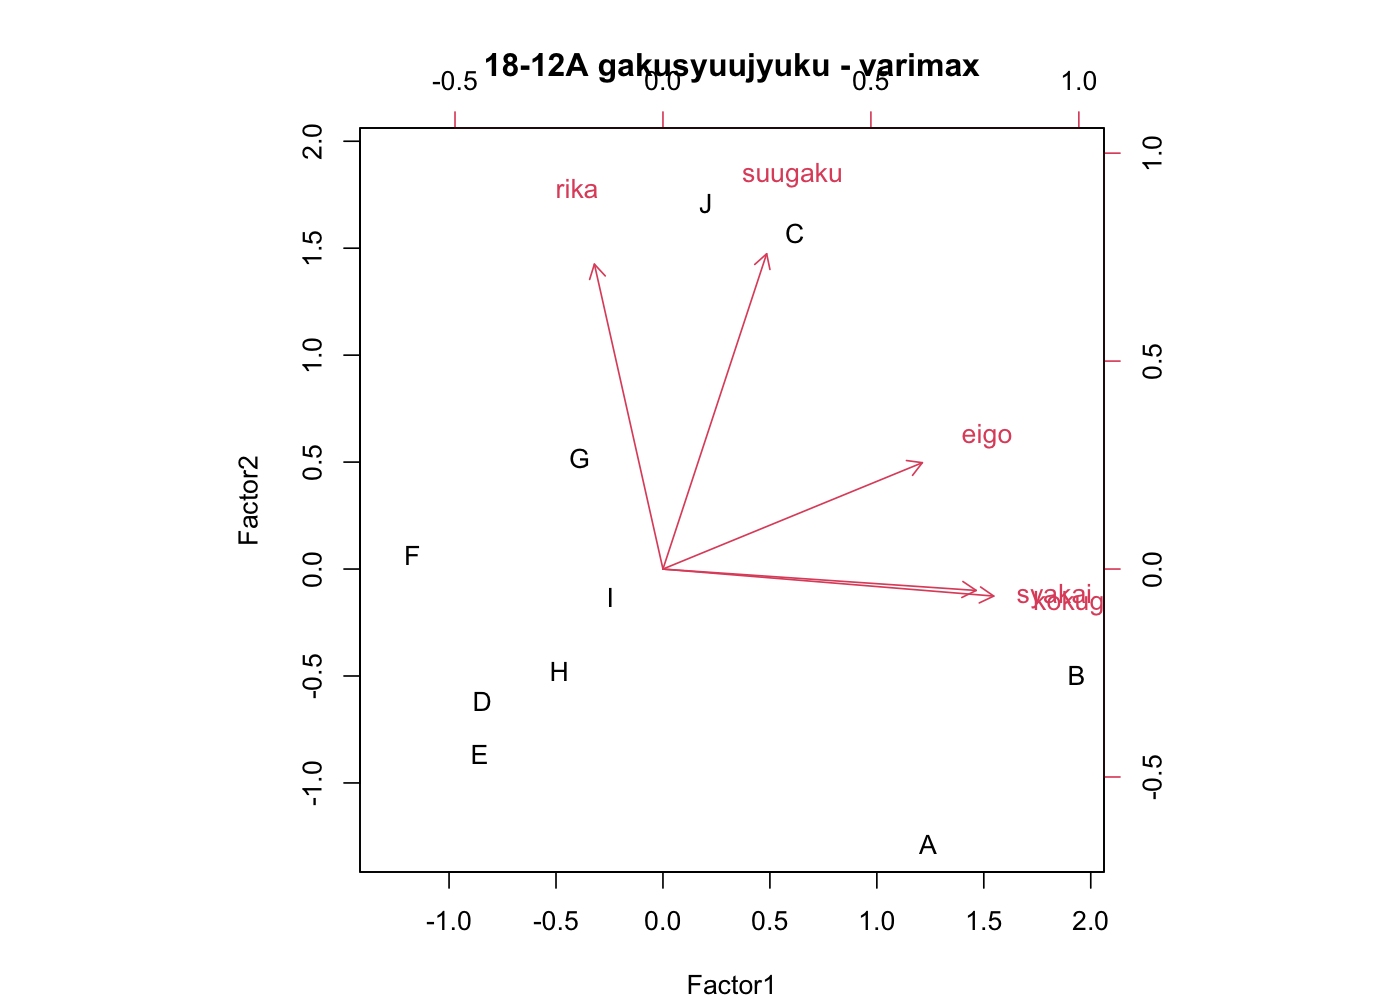 18-12A gakusyuujyuku - varimax
-0.5 0.0 0.5 1.0
2.0
1.5
1.0
0.5
0.0
-0.5
-1.0
Factor2
1.0
0.5
0.0
-0.5
rika
suugaku
J
C
eigo
G
F
syakai
kokug
I
H
B
D
E
A
-1.0 -0.5 0.0 0.5 1.0 1.5 2.0
Factor1